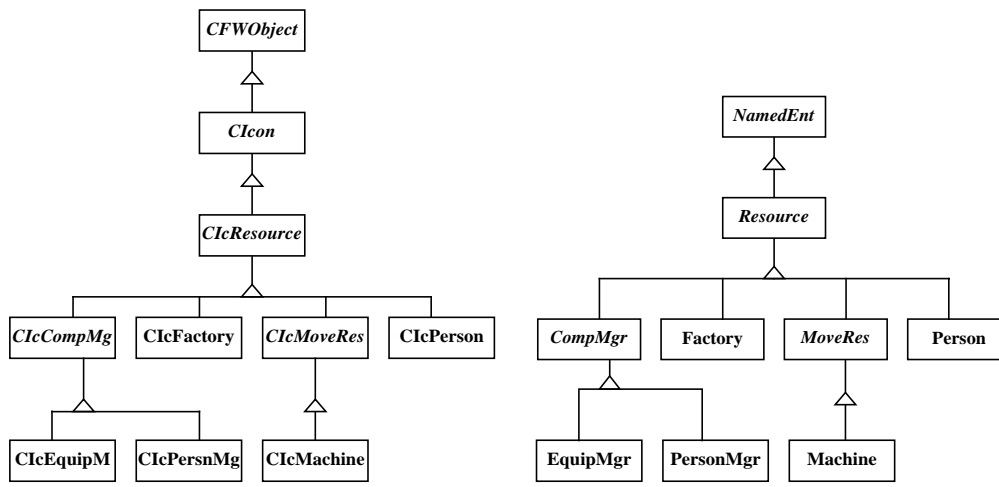 CFWObject
CIcon
CIcResource
CIcCompMg
CIcFactory
CIcMoveRes
CIcPerson
CIcEquipM
CIcPersnMg
CIcMachine
NamedEnt
Resource
CompMgr
Factory
MoveRes
Person
EquipMgr
PersonMgr
Machine